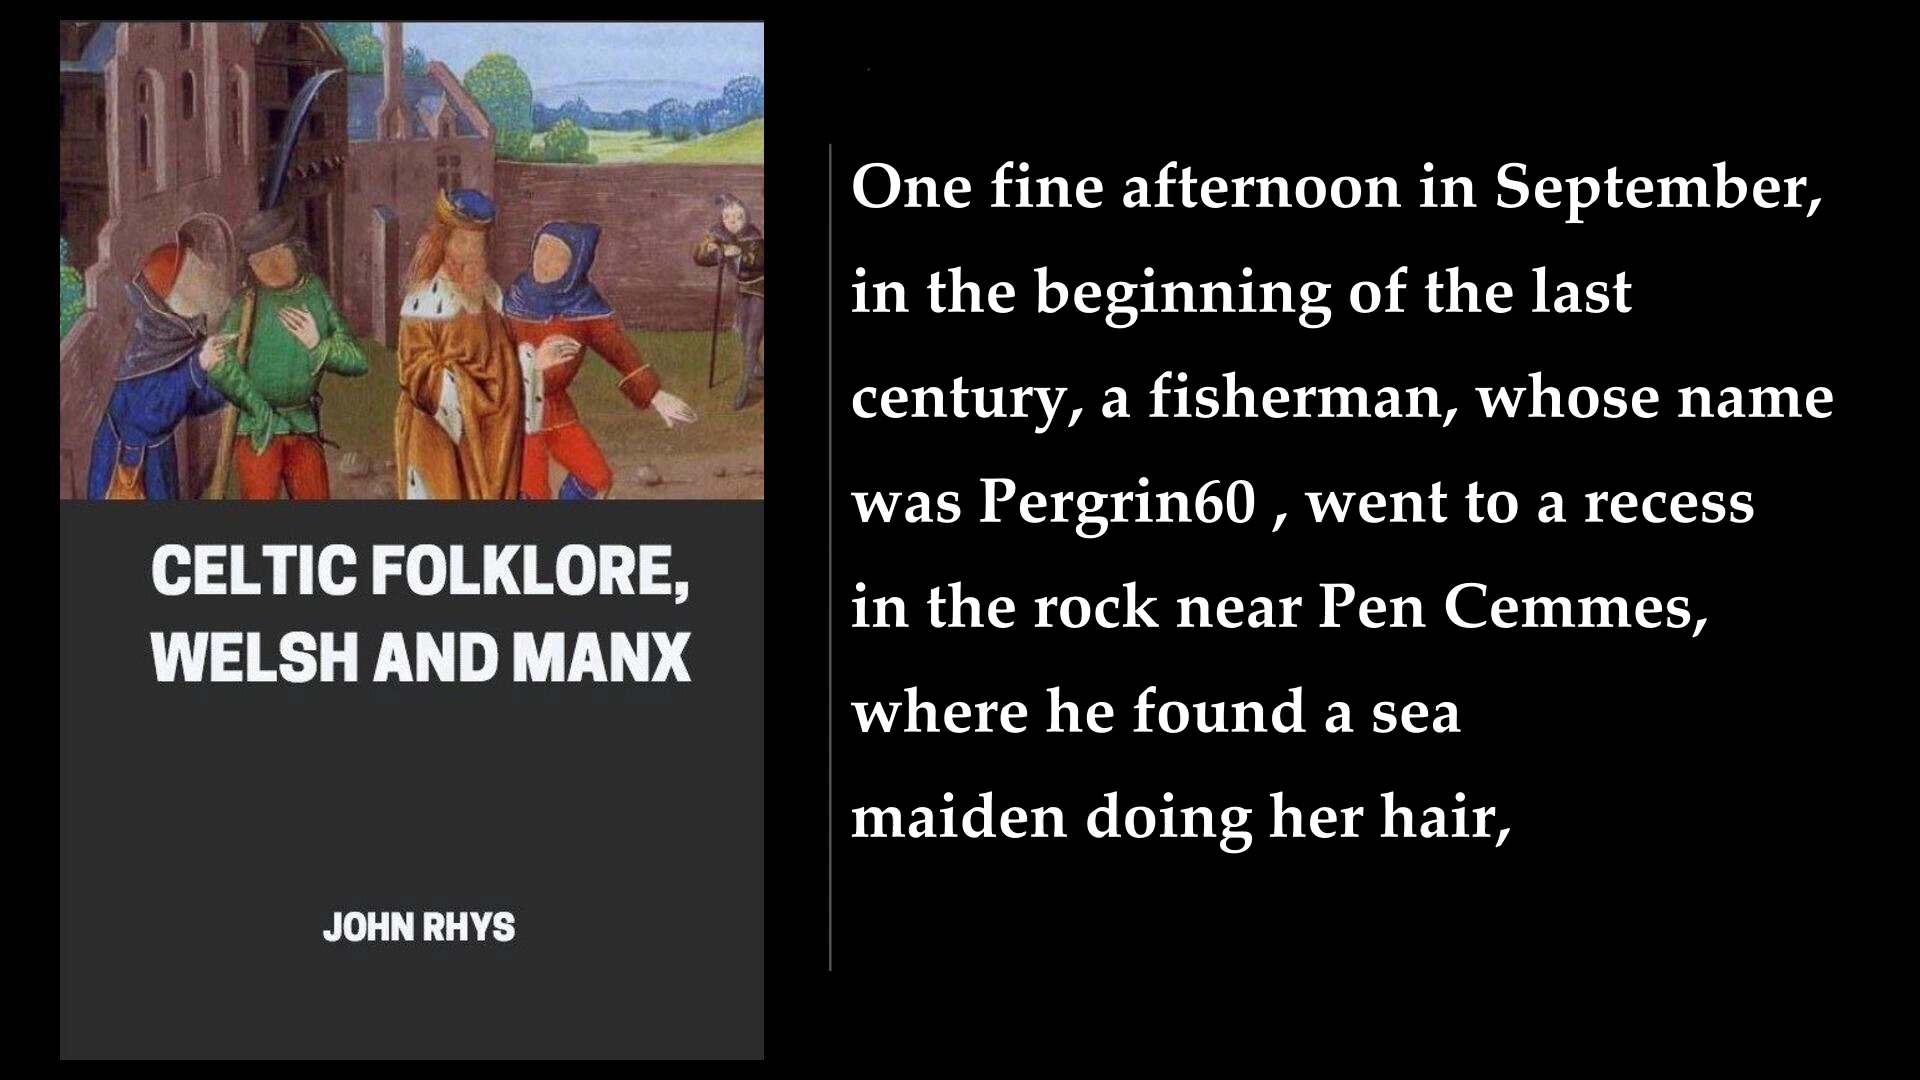 CELTIC FOLKLORE,
WELSH AND MANX
JOHN RHYS
One fine afternoon in September,
in the beginning of the last
century, a fisherman, whose name
was Pergrin60 , went to a recess
in the rock near Pen Cemmes,
where he found a sea
maiden doing her hair,